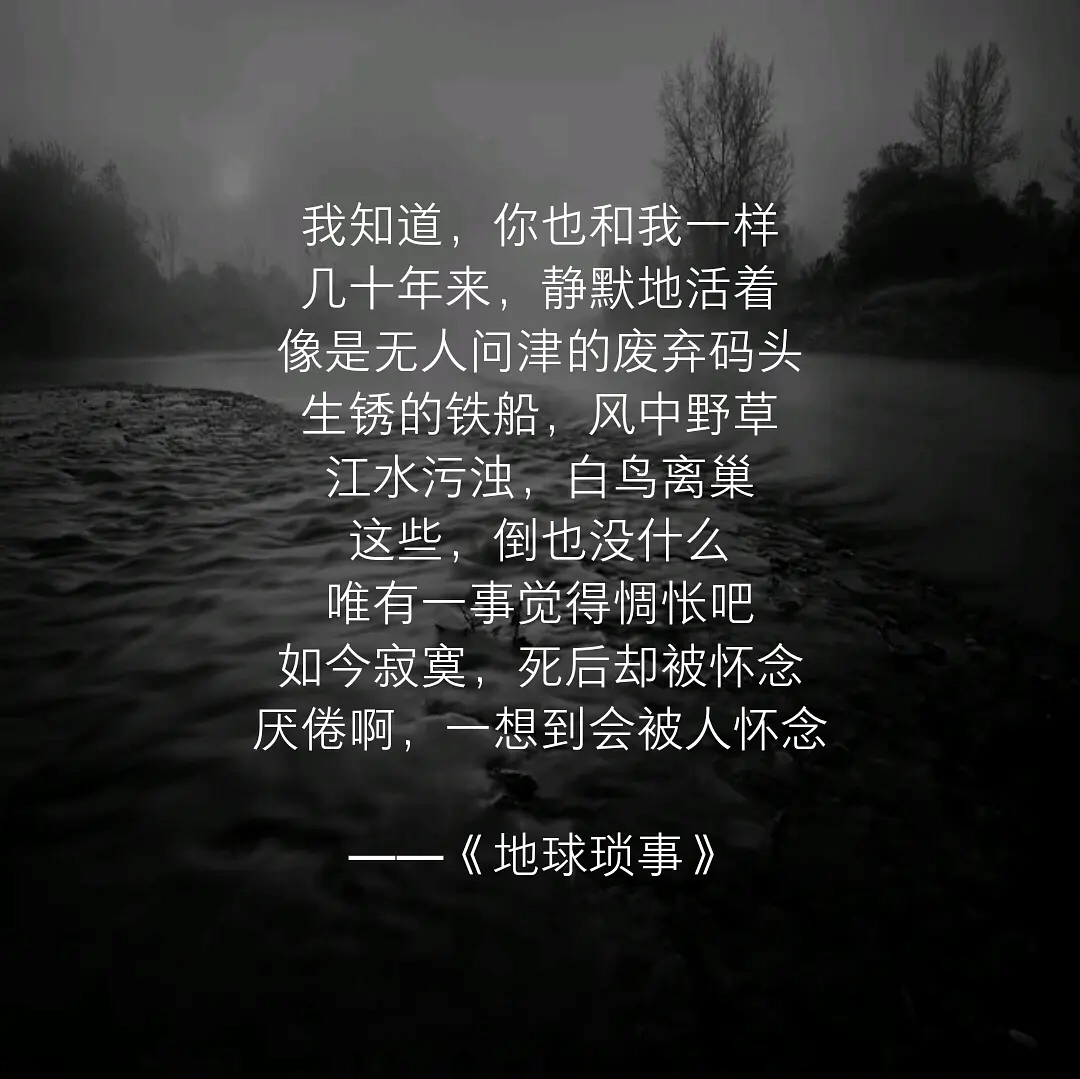 我知道，你也和我一样
几十年来，静默地活着
像是无人问津的废弃码头
生锈的铁船，风中野草
江水污浊，白鸟离巢
这些，倒也没什么
唯有一事觉得惆怅吧
如今寂寞，死后却被怀念
厌倦啊，一想到会被人怀念
——《地球琐事》